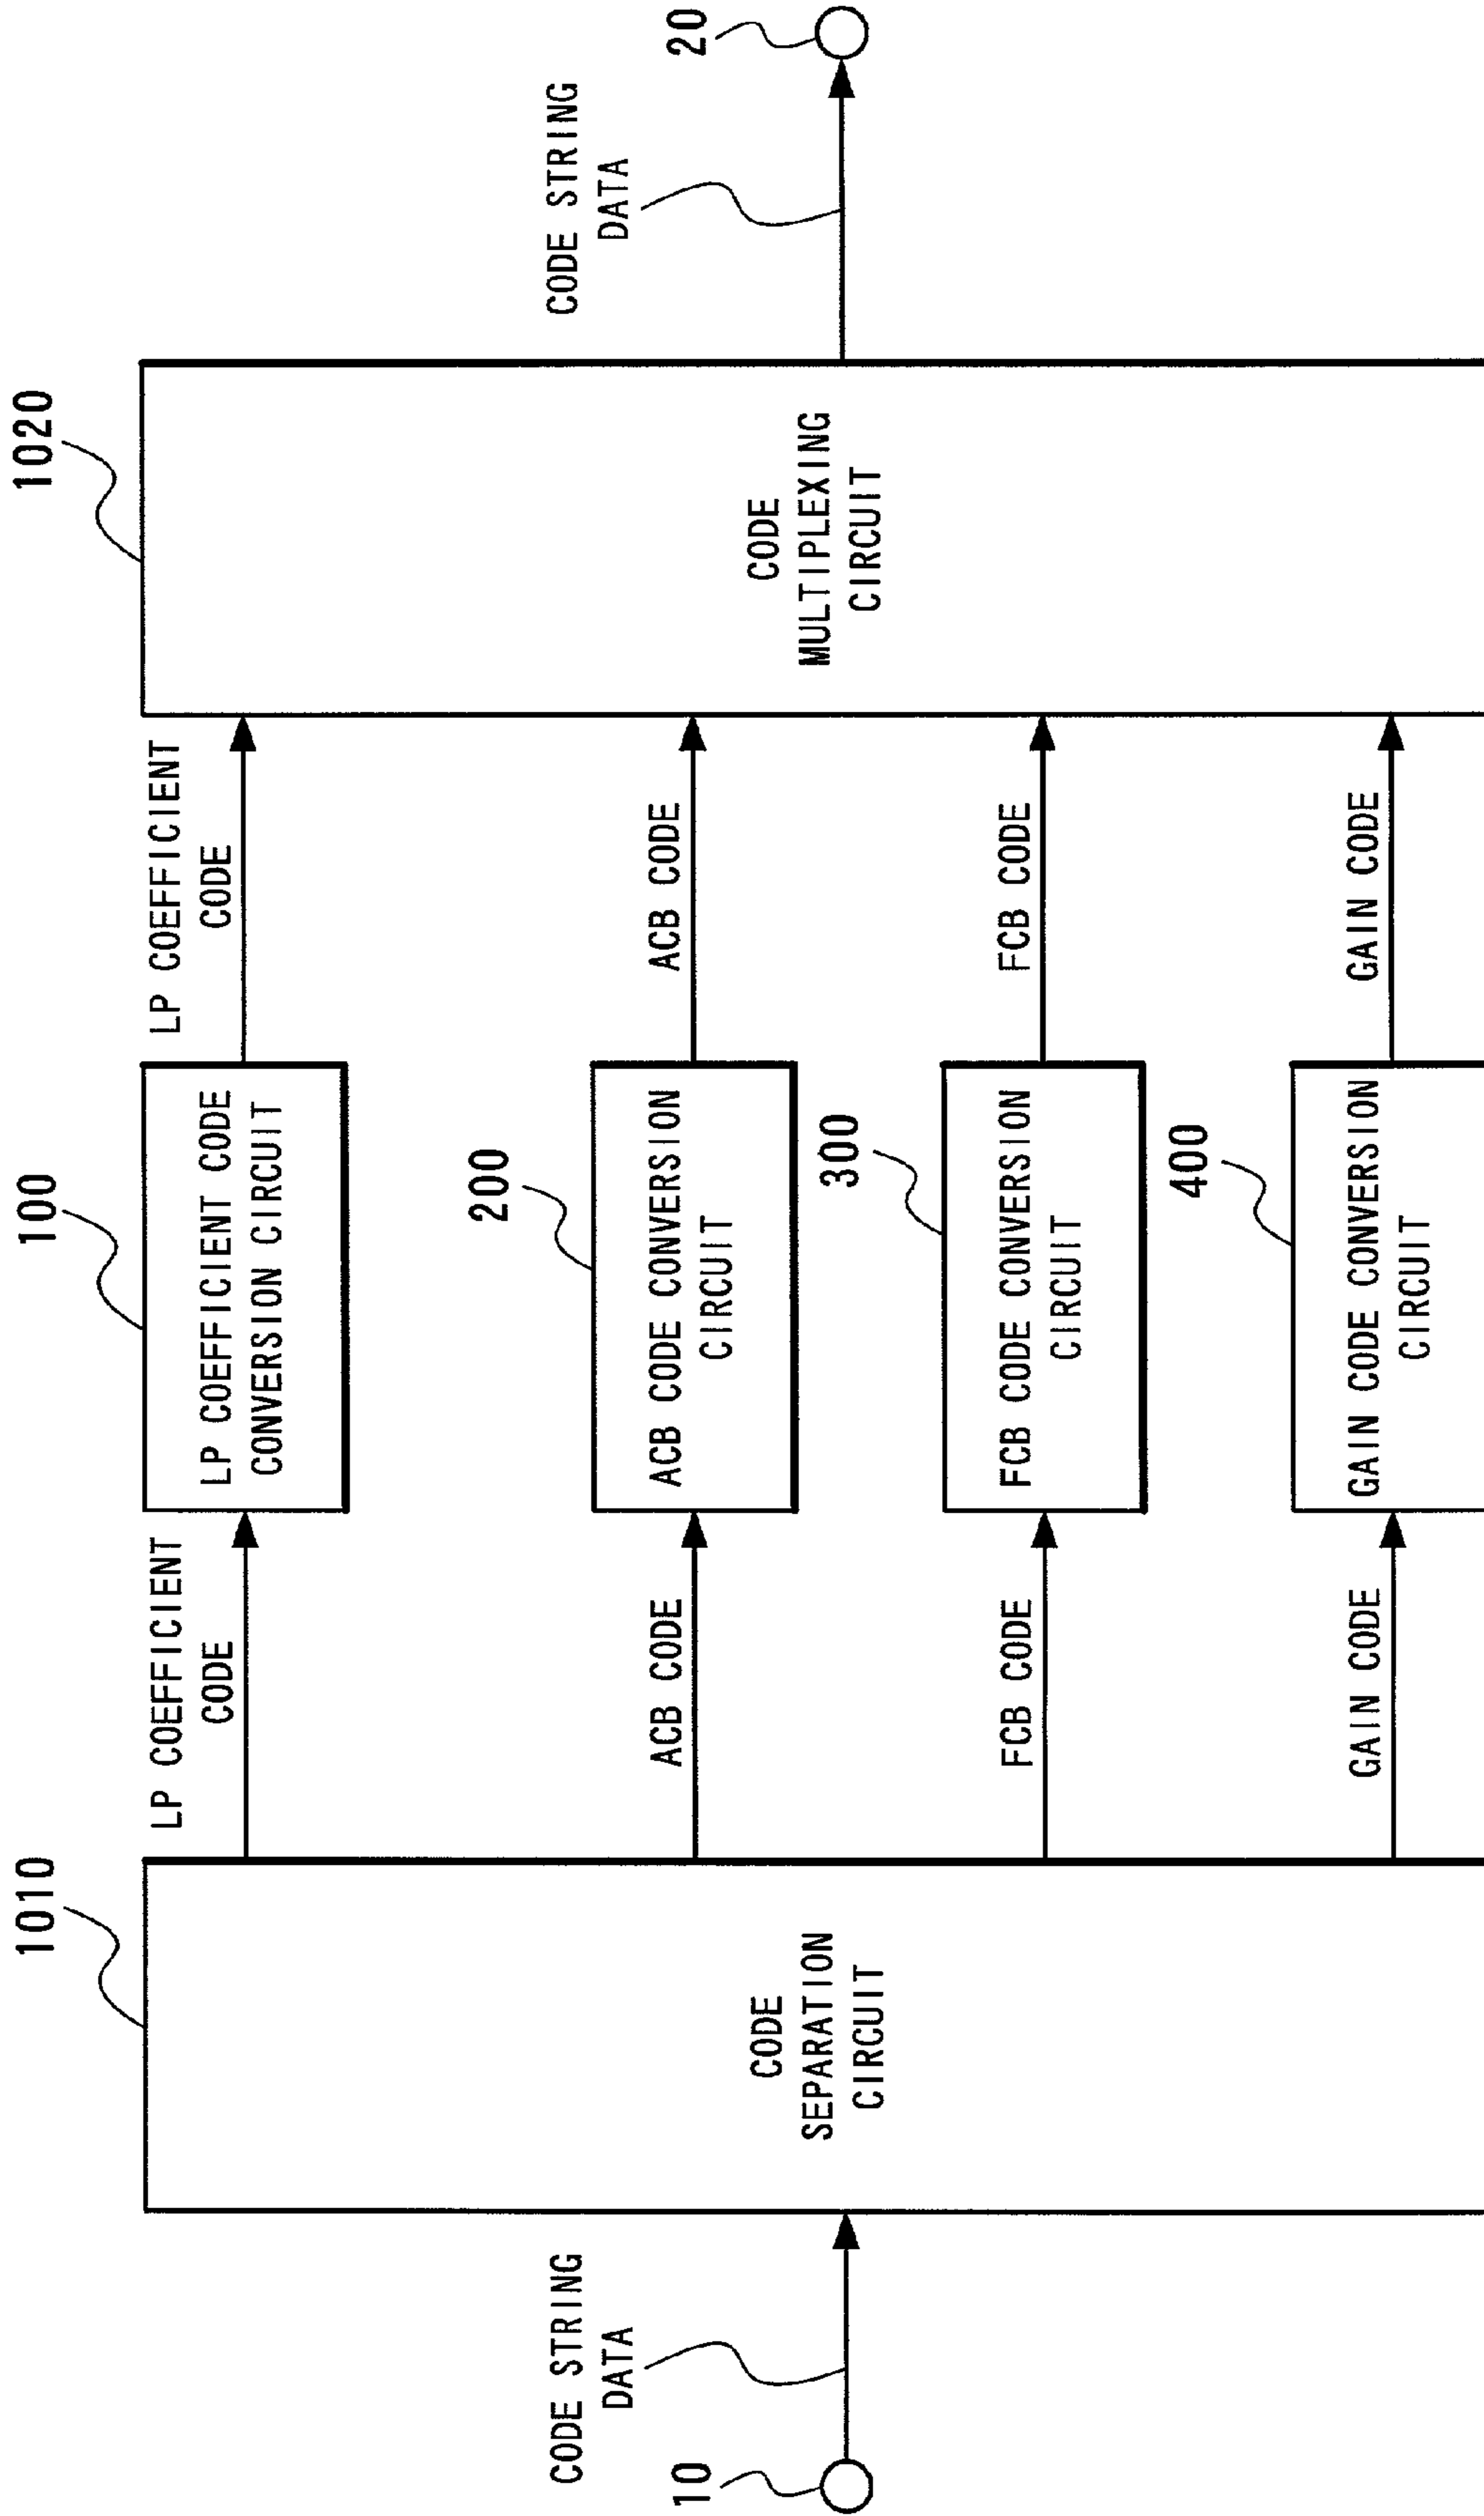 1010
100
1020
LP COEFFICIENT
CODE
LP COEFFICIENT CODE
CONVERSION CIRCUIT
LP COEFFICIENT
CODE
CODE STRING
DATA
10
CODE
SEPARATION
CIRCUIT
ACB CODE
200
ACB CODE CONVERSION
CIRCUIT
ACB CODE
CODE
MULTIPLEXING
CIRCUIT
CODE STRING
DATA
20
FCB CODE
300
FCB CODE CONVERSION
CIRCUIT
FCB CODE
GAIN CODE
400
GAIN CODE CONVERSION
CIRCUIT
GAIN CODE